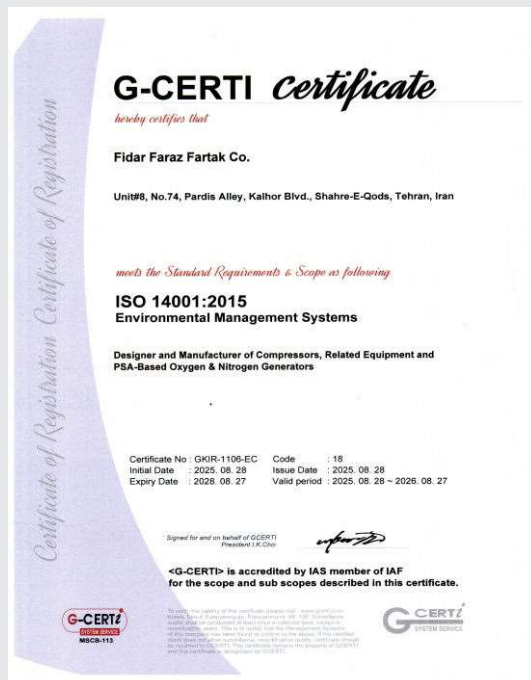 Certificate of Registration Certificate of Registration
G-CERTI Certificate
hereby certifies that
Fidar Faraz Fartak Co.
Unit#8, No.74, Pardis Alley, Kalhor Blvd., Shahre-E-Qods, Tehran, Iran
meets the Standard Requirements & Scope as following
ISO 14001:2015
Environmental Management Systems
Designer and Manufacturer of Compressors, Related Equipment and
PSA-Based Oxygen & Nitrogen Generators
Certificate No : GKIR-1106-EC Code : 18
Initial Date : 2025. 08. 28 Issue Date : 2025. 08. 28
Expiry Date : 2028. 08. 27 Valid period : 2025. 08. 28 ~ 2026. 08. 27
Signed for and on behalf of GCERTI
President I.K.Cho
<G-CERTI> is accredited by IAS member of IAF
for the scope and sub scopes described in this certificate.
G-CERTi
SYSTEM SERVICE
MSCB-113
G CERTi
SYSTEM SERVICE